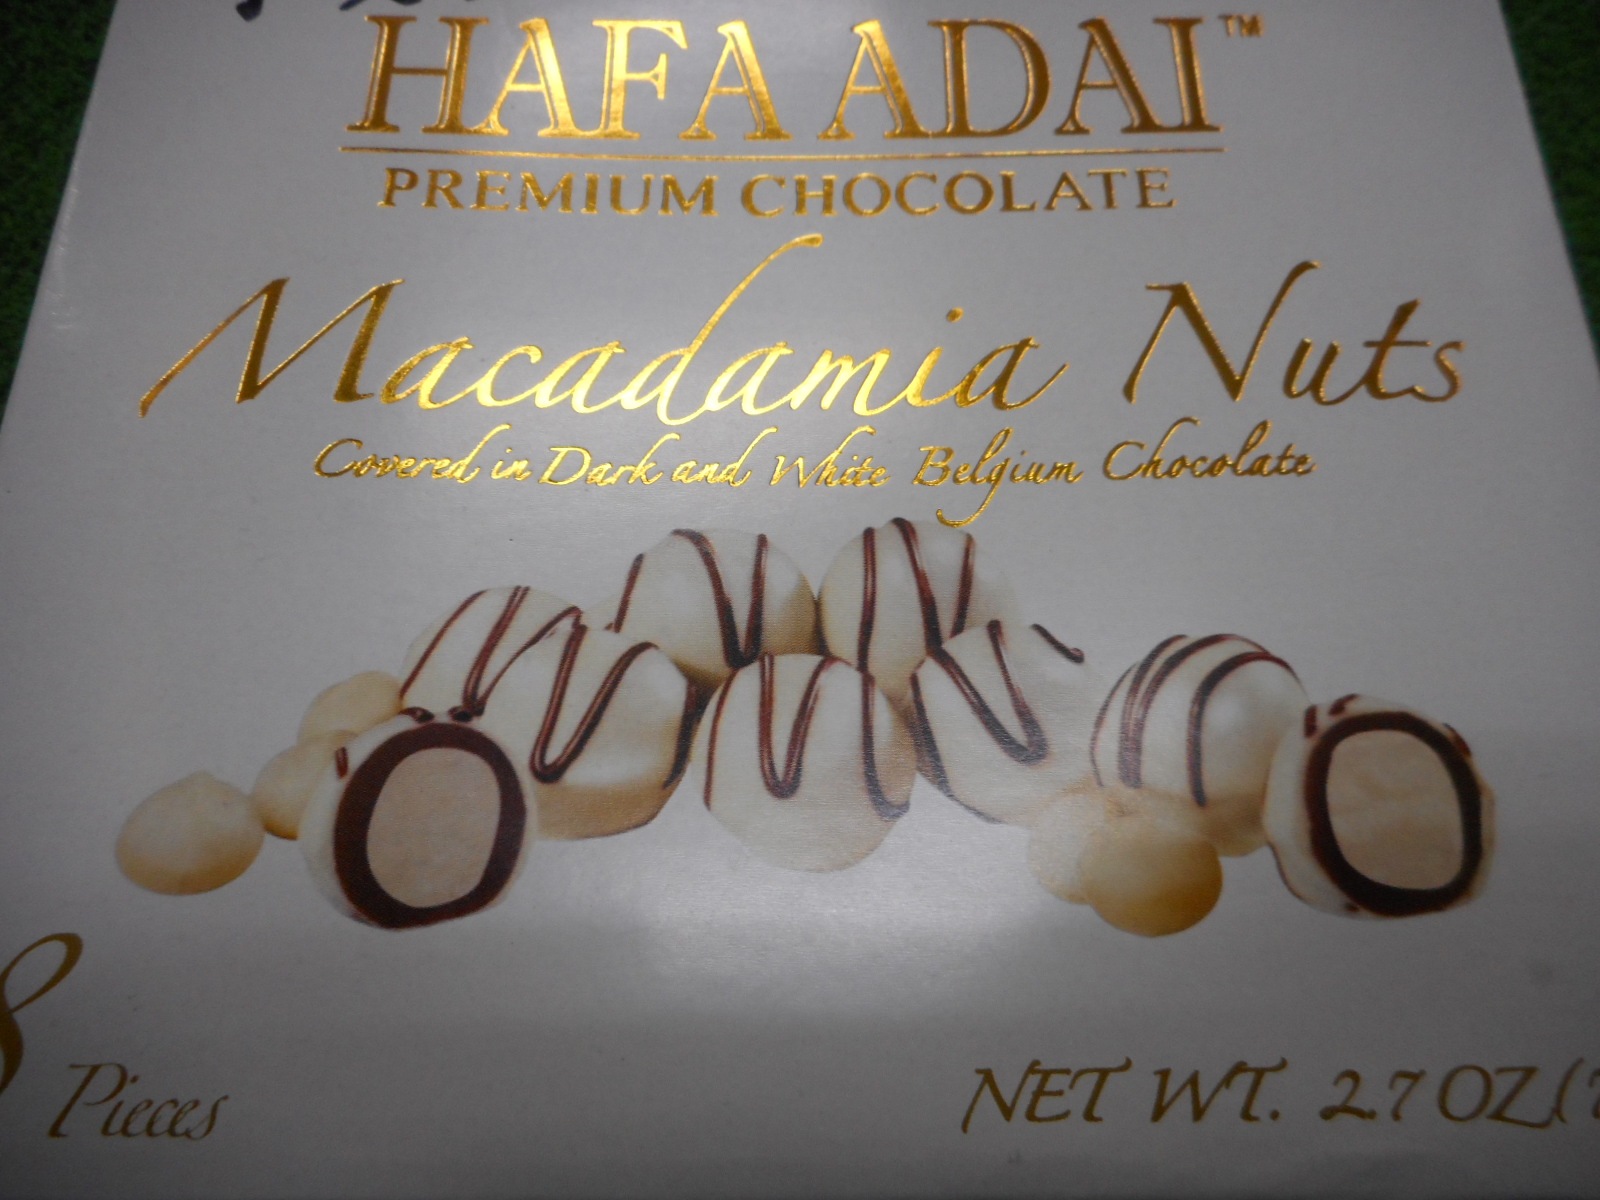 HAFA ADAI™
PREMIUM CHOCOLATE
Macadamia Nuts
Covered in Dark and White Belgium Chocolate
8 Pieces
NET WT. 2.7 OZ (7